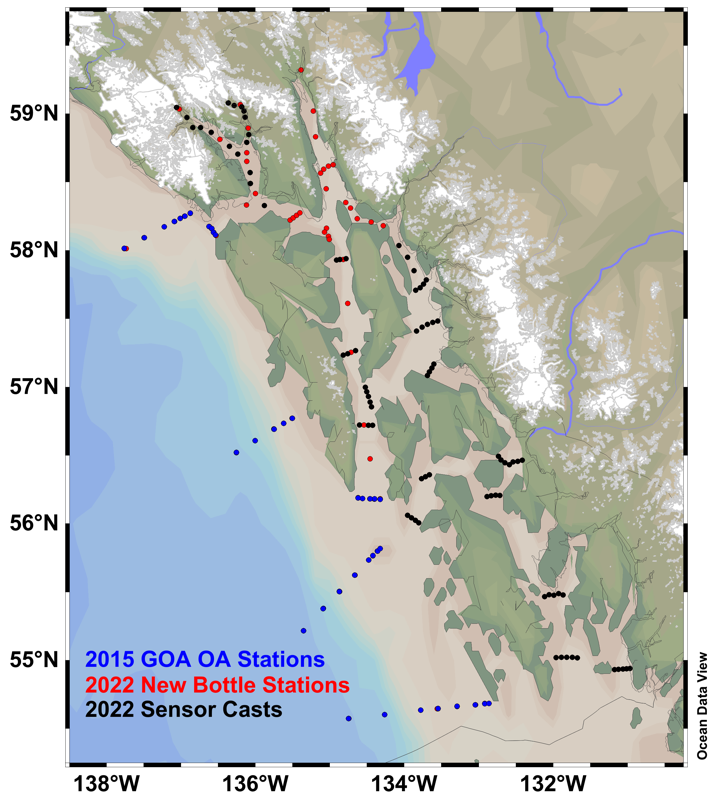 59°N
58°N
57°N
56°N
55°N
2015 GOA OA Stations
2022 New Bottle Stations
2022 Sensor Casts
138°W 136°W 134°W 132°W
Ocean Data View